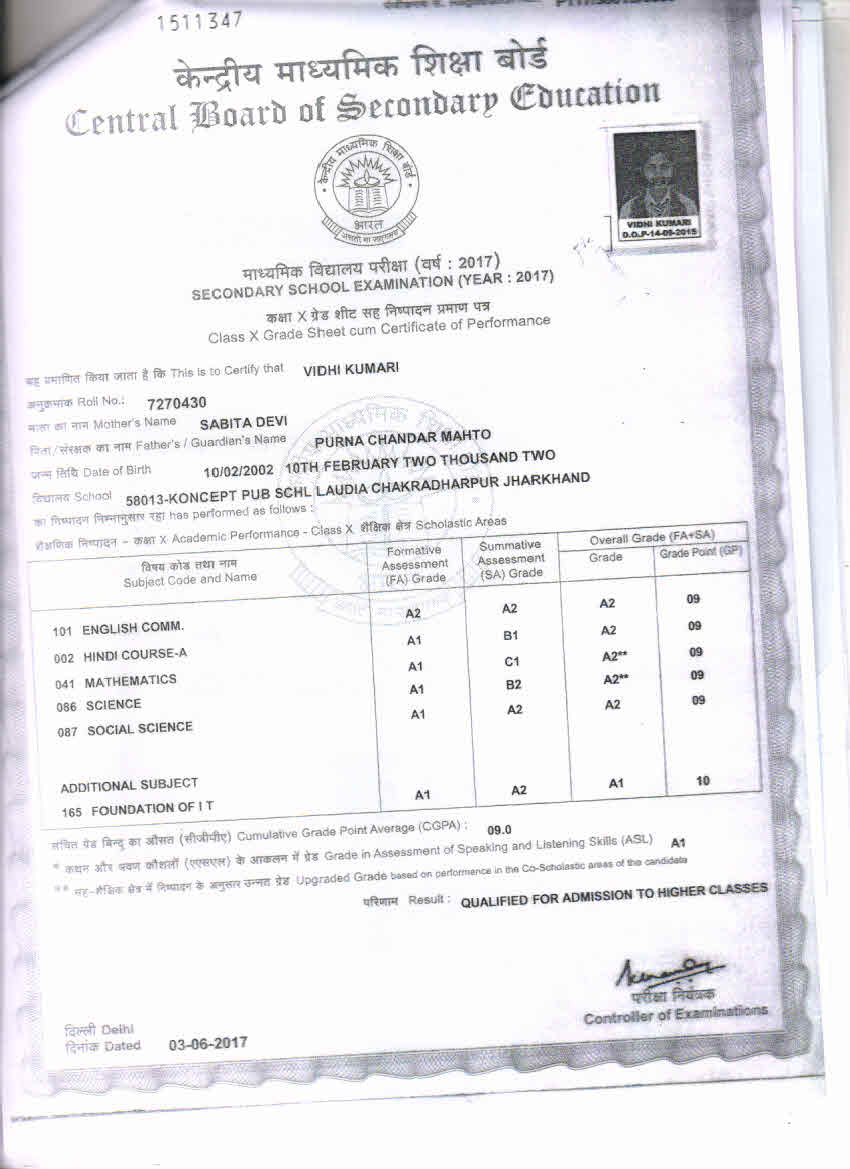 1511347
केन्द्रीय माध्यमिक शिक्षा बोर्ड
Central Board of Secondary Education
केन्द्रीय माध्यमिक शिक्षा बोर्ड
भारत
असतो मा सद्गमय
VIDHI KUMARI
D.O.P-14-09-2015
माध्यमिक विद्यालय परीक्षा (वर्ष : 2017)
SECONDARY SCHOOL EXAMINATION (YEAR : 2017)
कक्षा X ग्रेड शीट सह निष्पादन प्रमाण पत्र
Class X Grade Sheet cum Certificate of Performance
यह प्रमाणित किया जाता है कि This is to Certify that VIDHI KUMARI
अनुक्रमांक Roll No.: 7270430
माता का नाम Mother's Name SABITA DEVI
पिता/संरक्षक का नाम Father's / Guardian's Name PURNA CHANDAR MAHTO
जन्म तिथि Date of Birth 10/02/2002 10TH FEBRUARY TWO THOUSAND TWO
विद्यालय School 58013-KONCEPT PUB SCHL LAUDIA CHAKRADHARPUR JHARKHAND
का निष्पादन निम्नानुसार रहा has performed as follows :
शैक्षणिक निष्पादन - कक्षा X Academic Performance - Class X शैक्षिक क्षेत्र Scholastic Areas
विषय कोड तथा नाम Subject Code and Name Formative Assessment (FA) Grade Summative Assessment (SA) Grade Overall Grade (FA+SA) Grade Grade Point (GP)
101 ENGLISH COMM. A2 A2 A2 09
002 HINDI COURSE-A A1 B1 A2 09
041 MATHEMATICS A1 C1 A2** 09
086 SCIENCE A1 B2 A2** 09
087 SOCIAL SCIENCE A1 A2 A2 09
ADDITIONAL SUBJECT
165 FOUNDATION OF I T A1 A2 A1 10
संचित ग्रेड बिन्दु का औसत (सीजीपीए) Cumulative Grade Point Average (CGPA) : 09.0
* कथन और श्रवण कौशलों (एएसएल) के आकलन में ग्रेड Grade in Assessment of Speaking and Listening Skills (ASL) A1
** सह-शैक्षिक क्षेत्र में निष्पादन के अनुसार उन्नत ग्रेड Upgraded Grade based on performance in the Co-Scholastic areas of the candidate
परिणाम Result : QUALIFIED FOR ADMISSION TO HIGHER CLASSES
परीक्षा नियंत्रक
Controller of Examinations
दिल्ली Delhi
दिनांक Dated 03-06-2017